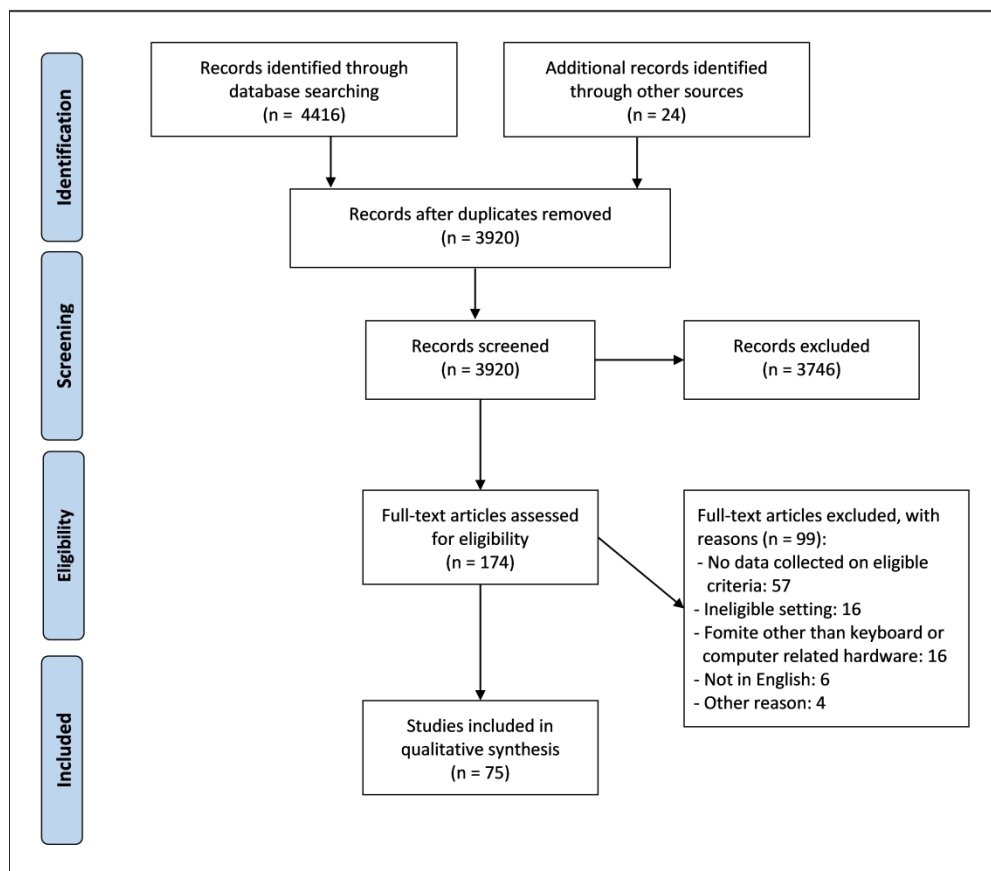 Identification
Records identified through
database searching
(n = 4416)
Additional records identified
through other sources
(n = 24)
Records after duplicates removed
(n = 3920)
Screening
Records screened
(n = 3920)
Records excluded
(n = 3746)
Eligibility
Full-text articles assessed
for eligibility
(n = 174)
Full-text articles excluded, with
reasons (n = 99):
- No data collected on eligible
criteria: 57
- Ineligible setting: 16
- Fomite other than keyboard or
computer related hardware: 16
- Not in English: 6
- Other reason: 4
Included
Studies included in
qualitative synthesis
(n = 75)